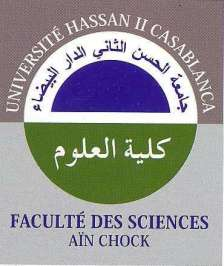 UNIVERSITÉ HASSAN II CASABLANCA
جامعة الحسن الثاني الدار البيضاء
كلية العلوم
FACULTÉ DES SCIENCES
AÏN CHOCK